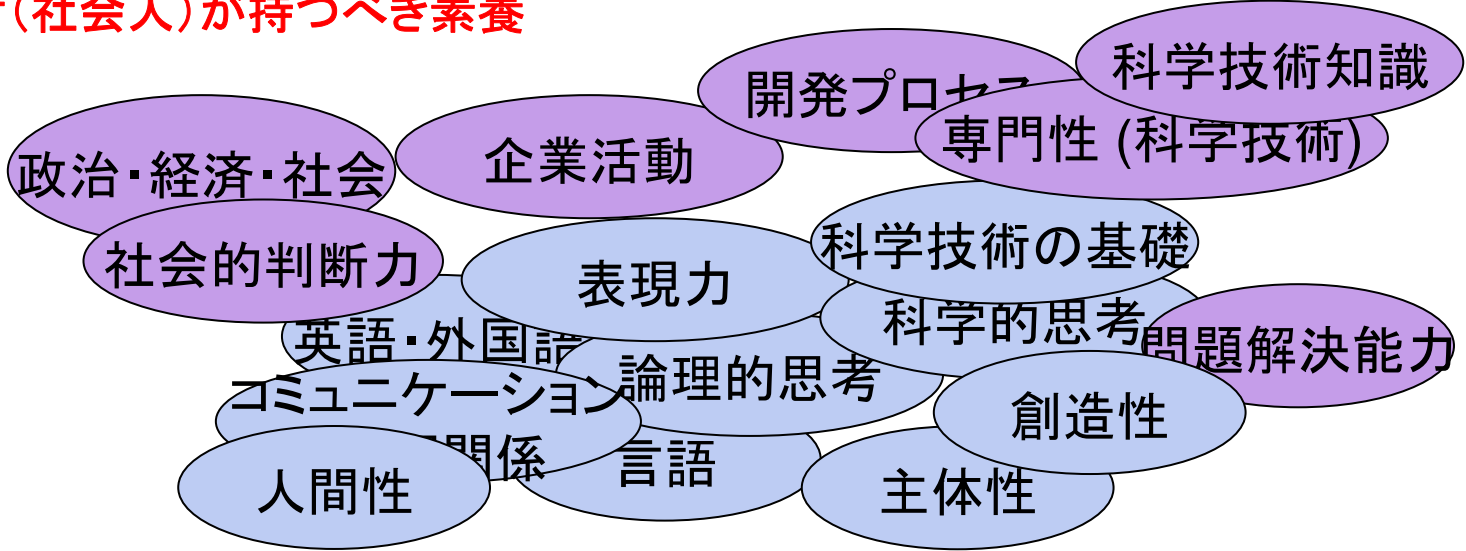 (社会人)が持つべき素養
科学技術知識
開発プロセス
専門性 (科学技術)
企業活動
政治・経済・社会
社会的判断力
科学技術の基礎
表現力
科学的思考
英語・外国語
問題解決能力
論理的思考
コミュニケーション
関係
創造性
言語
人間性
主体性